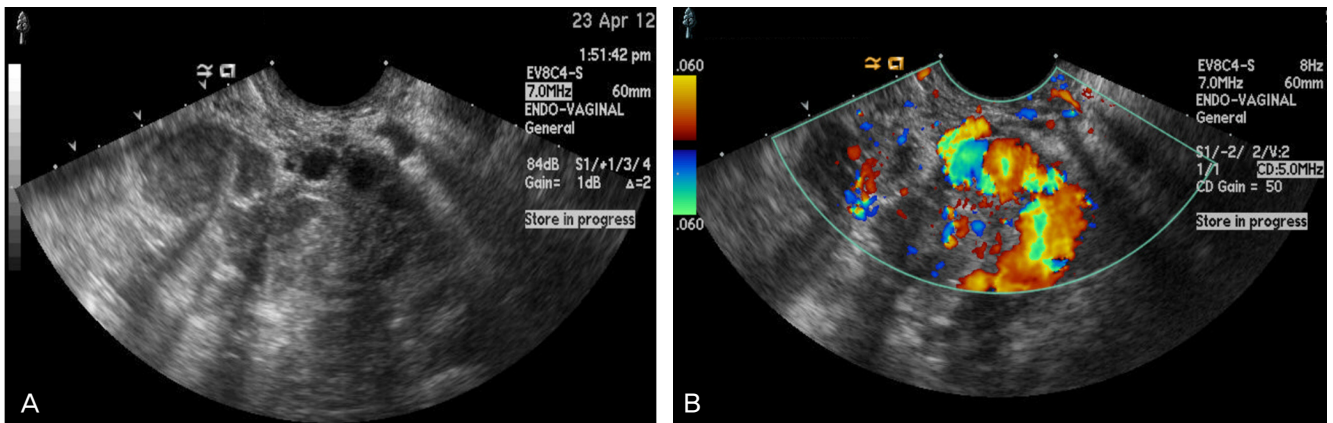 23 Apr 12
1:51:42 pm
EV8C4-S
7.0MHz 60mm
ENDO-VAGINAL
General
84dB S1/+1/3/ 4
Gain= 1dB Δ=2
Store in progress
A
.060
.060
EV8C4-S 8Hz
7.0MHz 60mm
ENDO-VAGINAL
General
S1/-2/ 2/V:2
1/1 CD:5.0MHz
CD Gain = 50
Store in progress
B